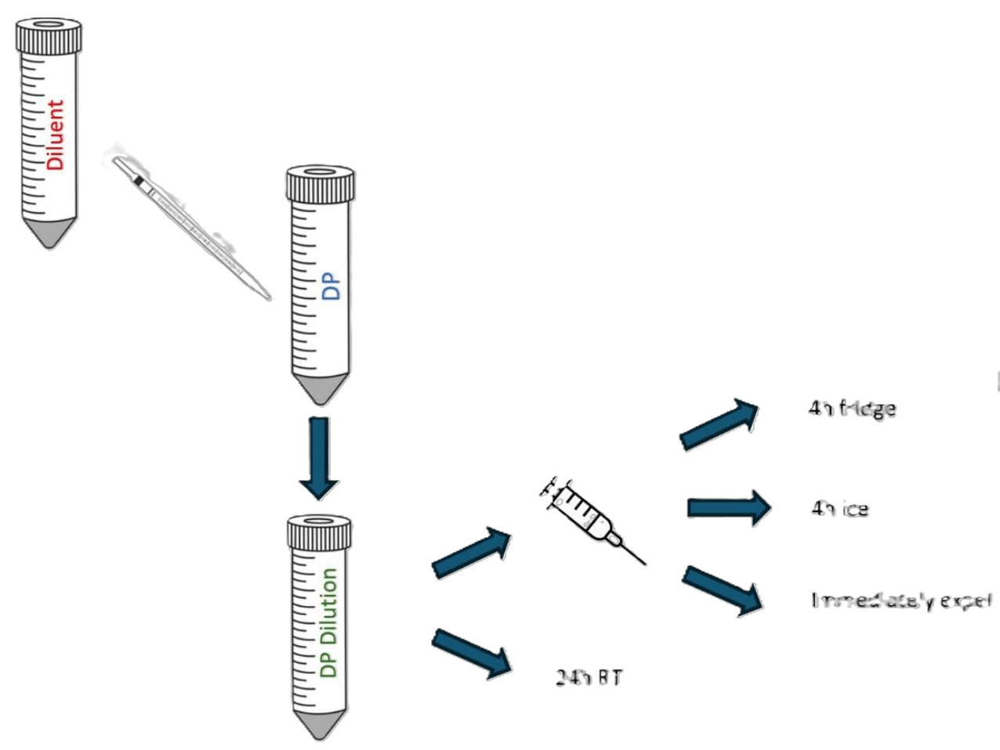 Diluent
DP
DP Dilution
4h fridge
4h ice
Immediately expel
24h RT